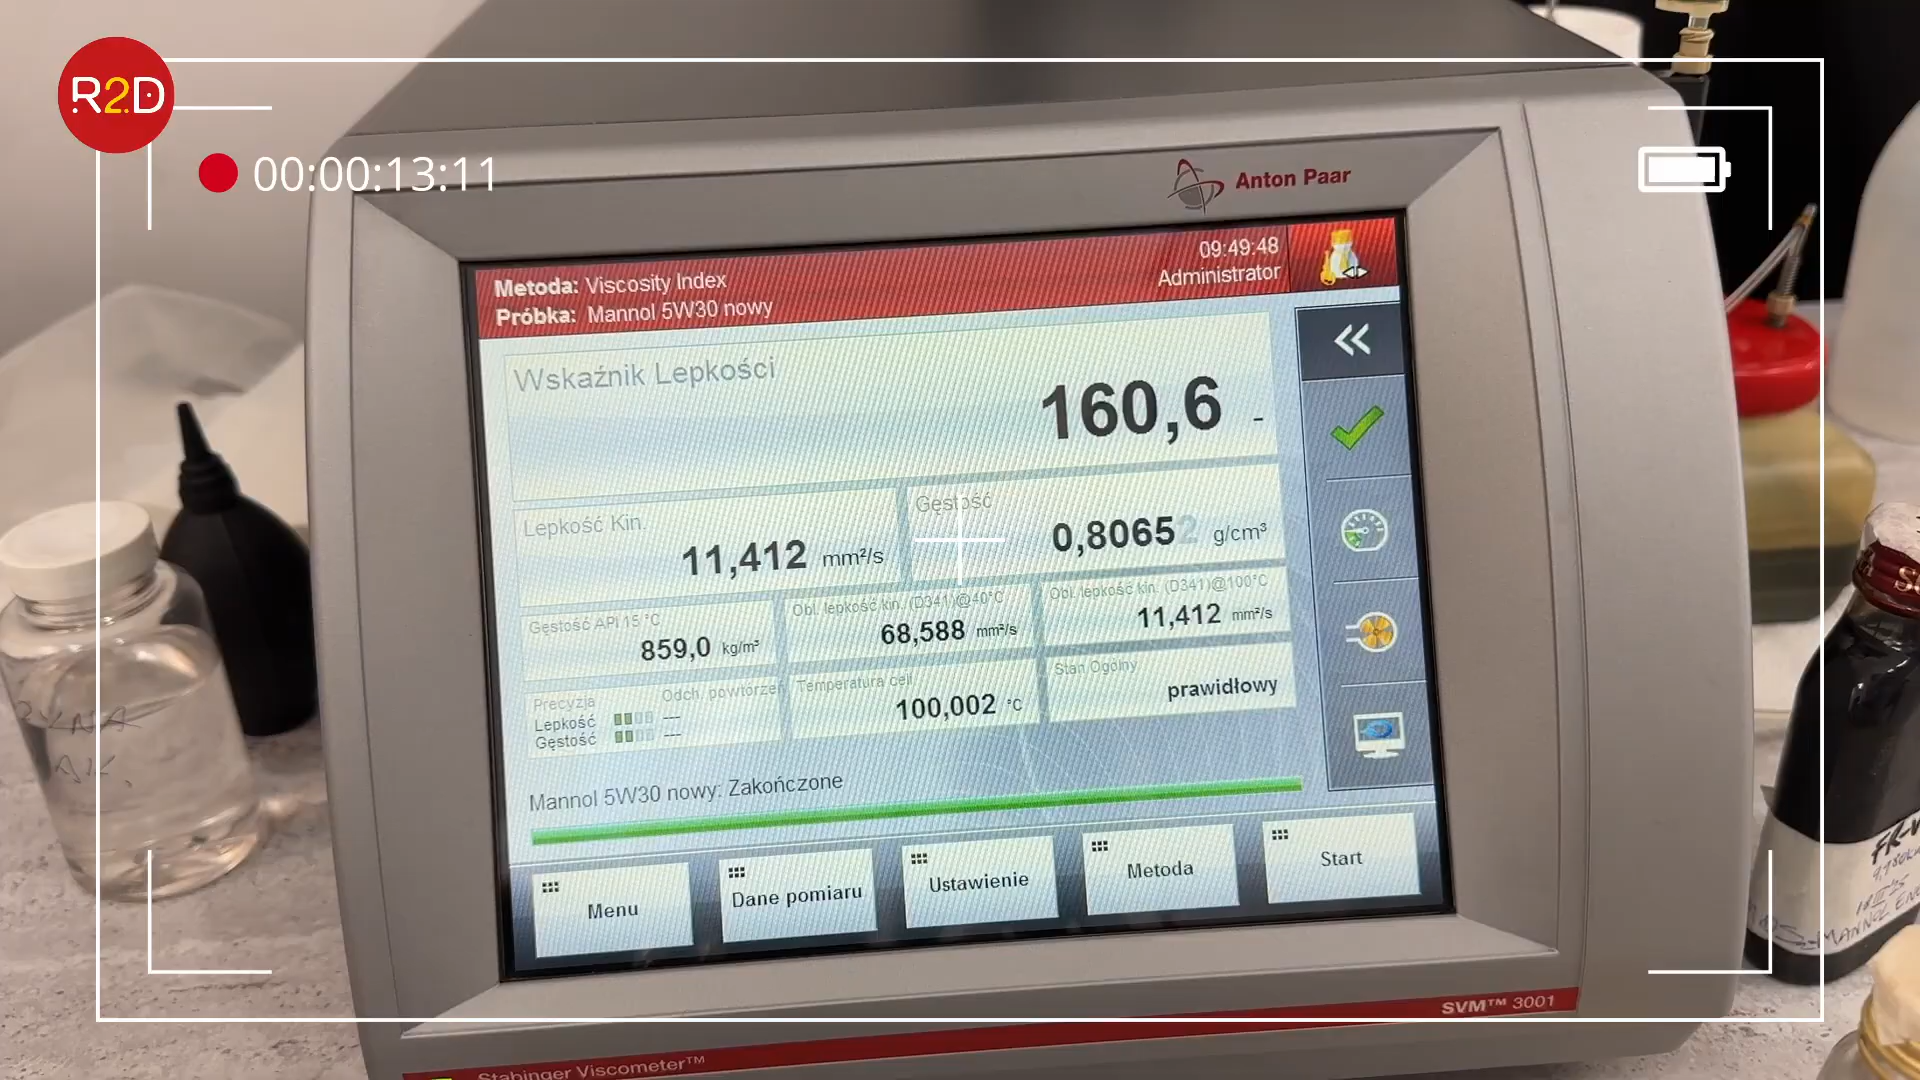 R2D
00:00:13:11
Anton Paar
Metoda: Viscosity Index
Próbka: Mannol 5W30 nowy
09:49:48
Administrator
Wskaźnik Lepkości
160,6 -
Lepkość Kin.
11,412 mm²/s
Gęstość
0,80652 g/cm³
Gęstość API 15 °C
859,0 kg/m³
Obl. lepkość kin. (D341)@40°C
68,588 mm²/s
Obl. lepkość kin. (D341)@100°C
11,412 mm²/s
Precyzja Odch. powtórzeń
Lepkość ---
Gęstość ---
Temperatura celi
100,002 °C
Stan Ogólny
prawidłowy
Mannol 5W30 nowy: Zakończone
Menu
Dane pomiaru
Ustawienie
Metoda
Start
SVM™ 3001
Stabinger Viscometer™